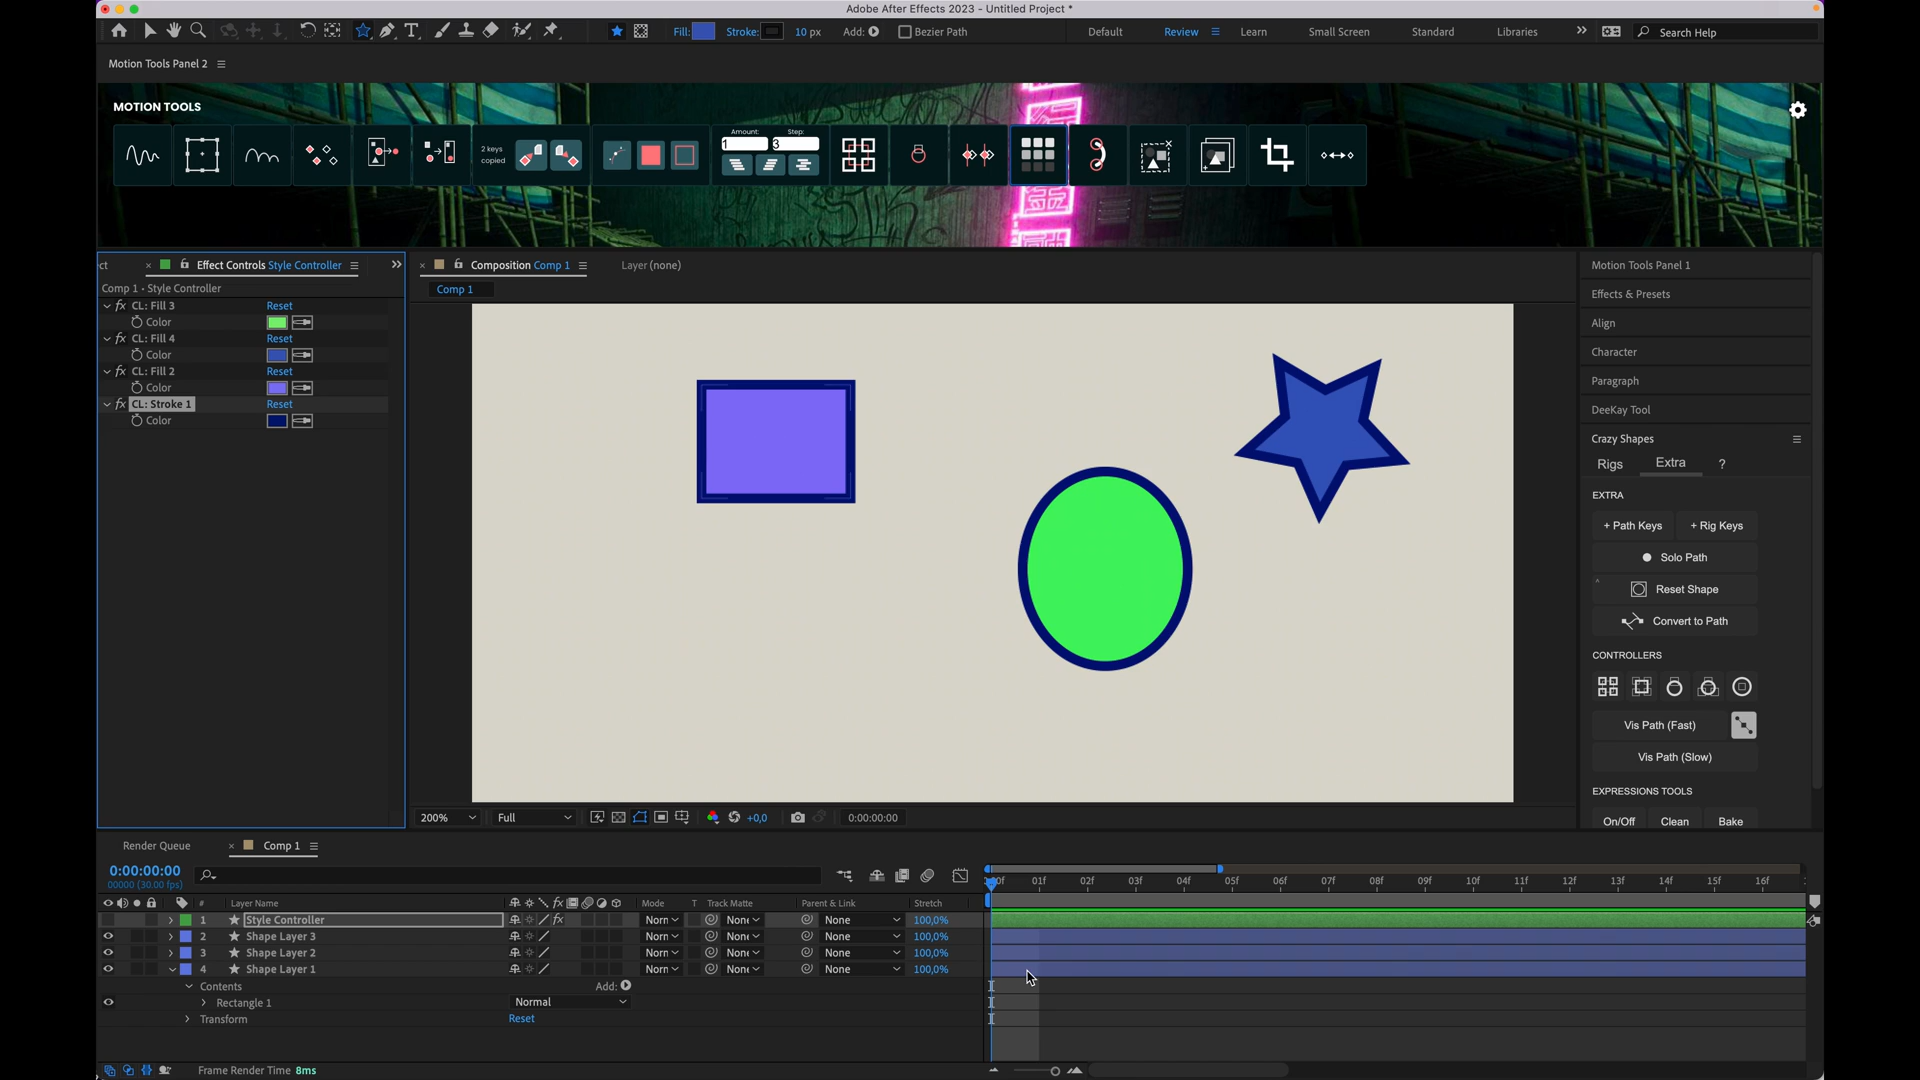 Adobe After Effects 2023 - Untitled Project *
Fill: Stroke: 10 px Add: Bezier Path Default Review Learn Small Screen Standard Libraries Search Help
Motion Tools Panel 2
MOTION TOOLS
2 keys
copied
Amount: Step:
1 3
ct Effect Controls Style Controller
Comp 1 • Style Controller
fx CL: Fill 3 Reset
Color
fx CL: Fill 4 Reset
Color
fx CL: Fill 2 Reset
Color
fx CL: Stroke 1 Reset
Color
Composition Comp 1 Layer (none)
Comp 1
200% Full +0,0 0:00:00:00
Motion Tools Panel 1
Effects & Presets
Align
Character
Paragraph
DeeKay Tool
Crazy Shapes
Rigs Extra ?
EXTRA
+ Path Keys + Rig Keys
Solo Path
Reset Shape
Convert to Path
CONTROLLERS
Vis Path (Fast)
Vis Path (Slow)
EXPRESSIONS TOOLS
On/Off Clean Bake
Render Queue Comp 1
0:00:00:00
00000 (30.00 fps)
01f 02f 03f 04f 05f 06f 07f 08f 09f 10f 11f 12f 13f 14f 15f 16f
# Layer Name Mode T Track Matte Parent & Link Stretch
1 Style Controller Norn None None 100,0%
2 Shape Layer 3 Norn None None 100,0%
3 Shape Layer 2 Norn None None 100,0%
4 Shape Layer 1 Norn None None 100,0%
Contents Add:
Rectangle 1 Normal
Transform Reset
Frame Render Time 8ms